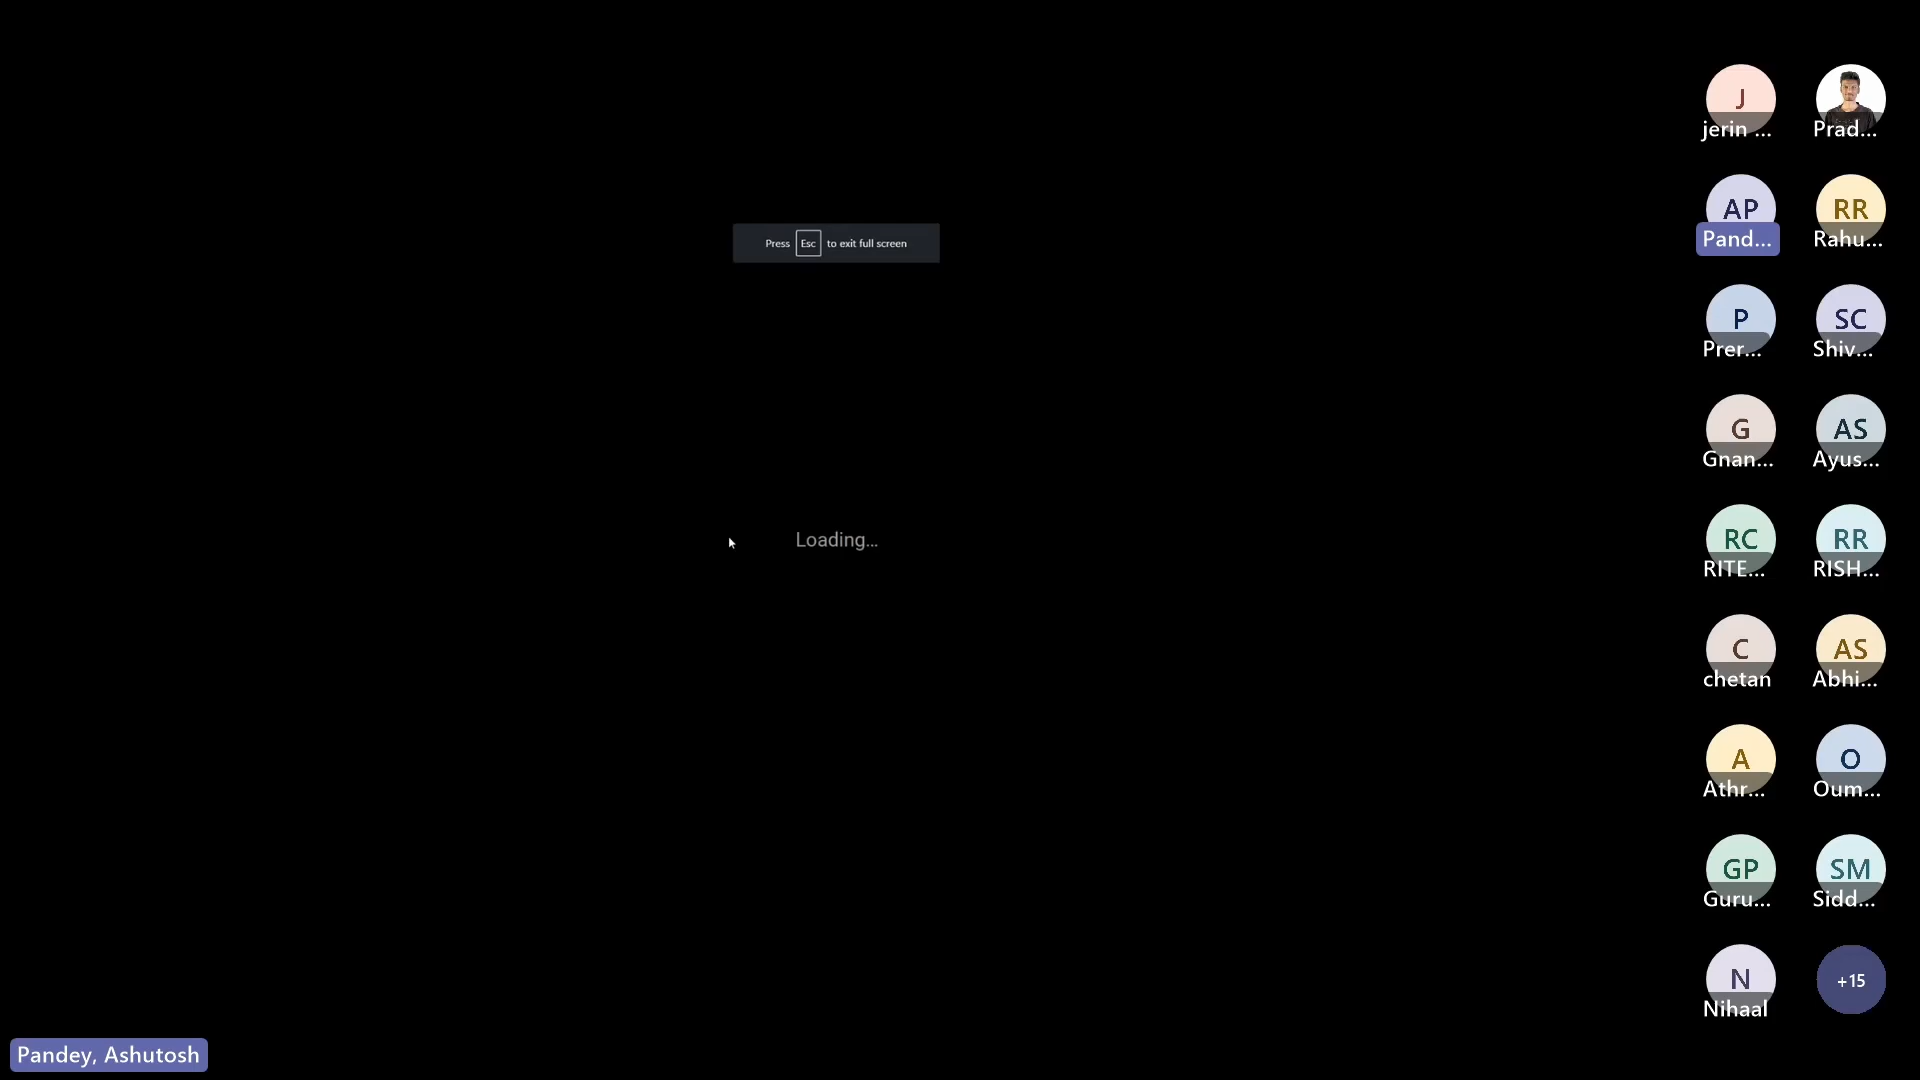 J
jerin ...
Prad...
Press Esc to exit full screen
AP
Pand...
RR
Rahu...
P
Prer...
SC
Shiv...
G
Gnan...
AS
Ayus...
Loading...
RC
RITE...
RR
RISH...
C
chetan
AS
Abhi...
A
Athr...
O
Oum...
GP
Guru...
SM
Sidd...
N
Nihaal
+15
Pandey, Ashutosh